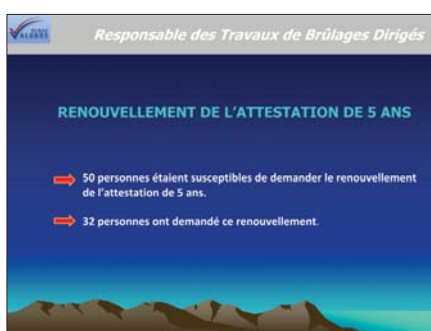 VALABRE
Responsable des Travaux de Brûlages Dirigés
RENOUVELLEMENT DE L'ATTESTATION DE 5 ANS
50 personnes étaient susceptibles de demander le renouvellement
de l'attestation de 5 ans.
32 personnes ont demandé ce renouvellement.